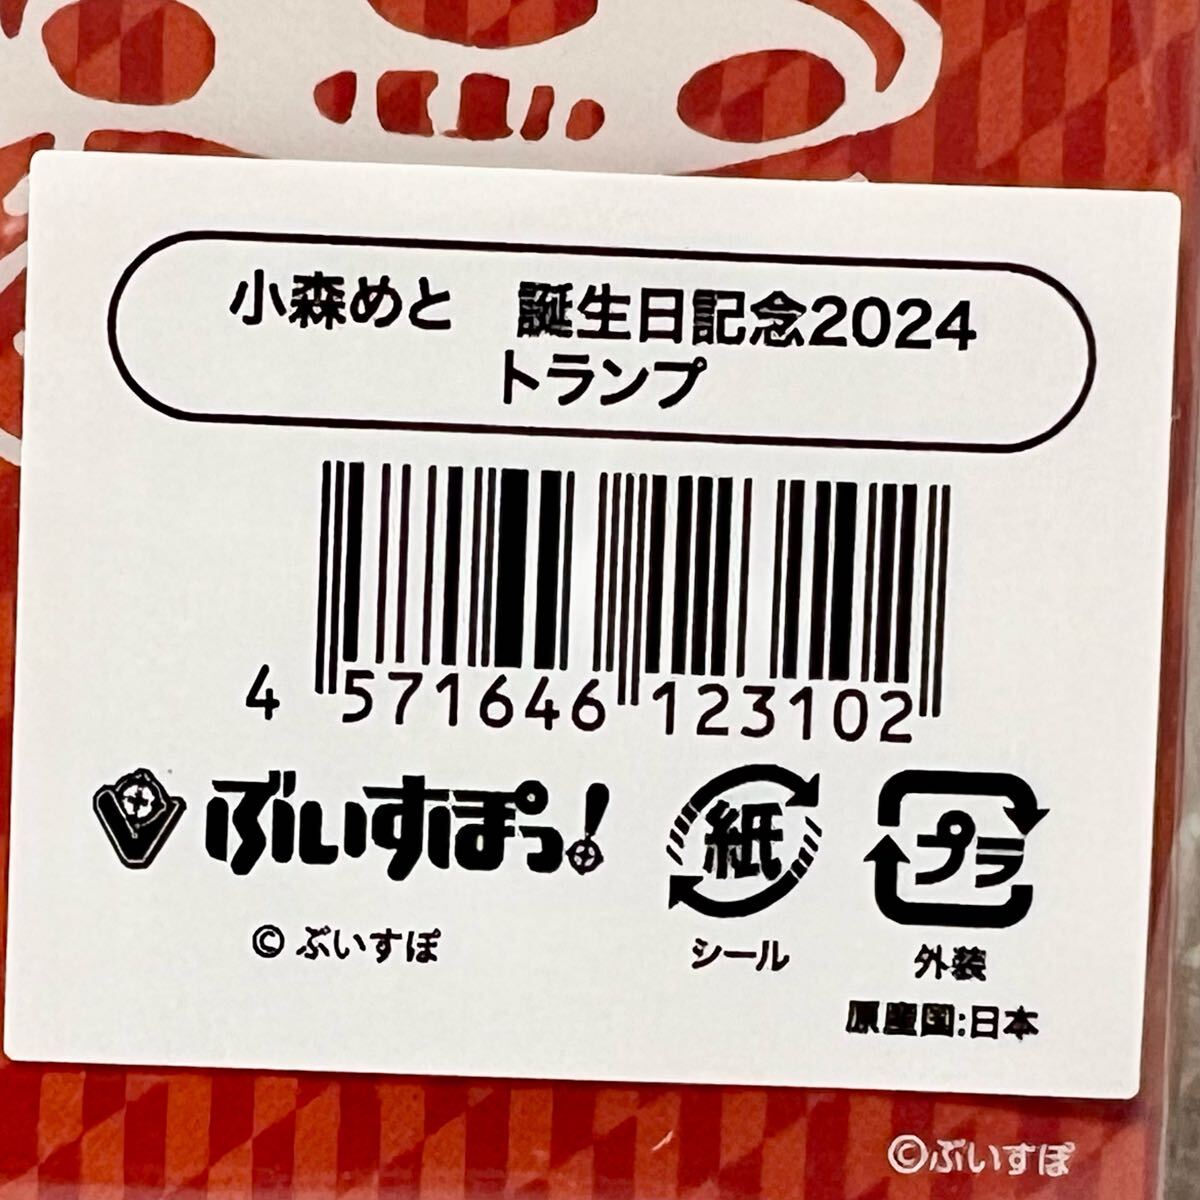 小森めと 誕生日記念2024
トランプ
4 571646 123102
ぶいすぽっ!
©ぶいすぽ
紙
シール
プラ
外装
原産国:日本
©ぶいすぽ